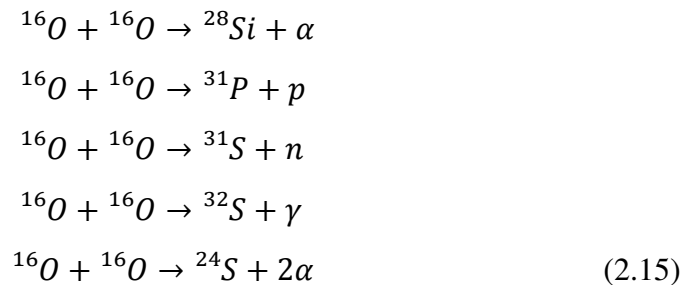 ¹⁶O + ¹⁶O → ²⁸Si + α
¹⁶O + ¹⁶O → ³¹P + p
¹⁶O + ¹⁶O → ³¹S + n
¹⁶O + ¹⁶O → ³²S + γ
¹⁶O + ¹⁶O → ²⁴S + 2α (2.15)